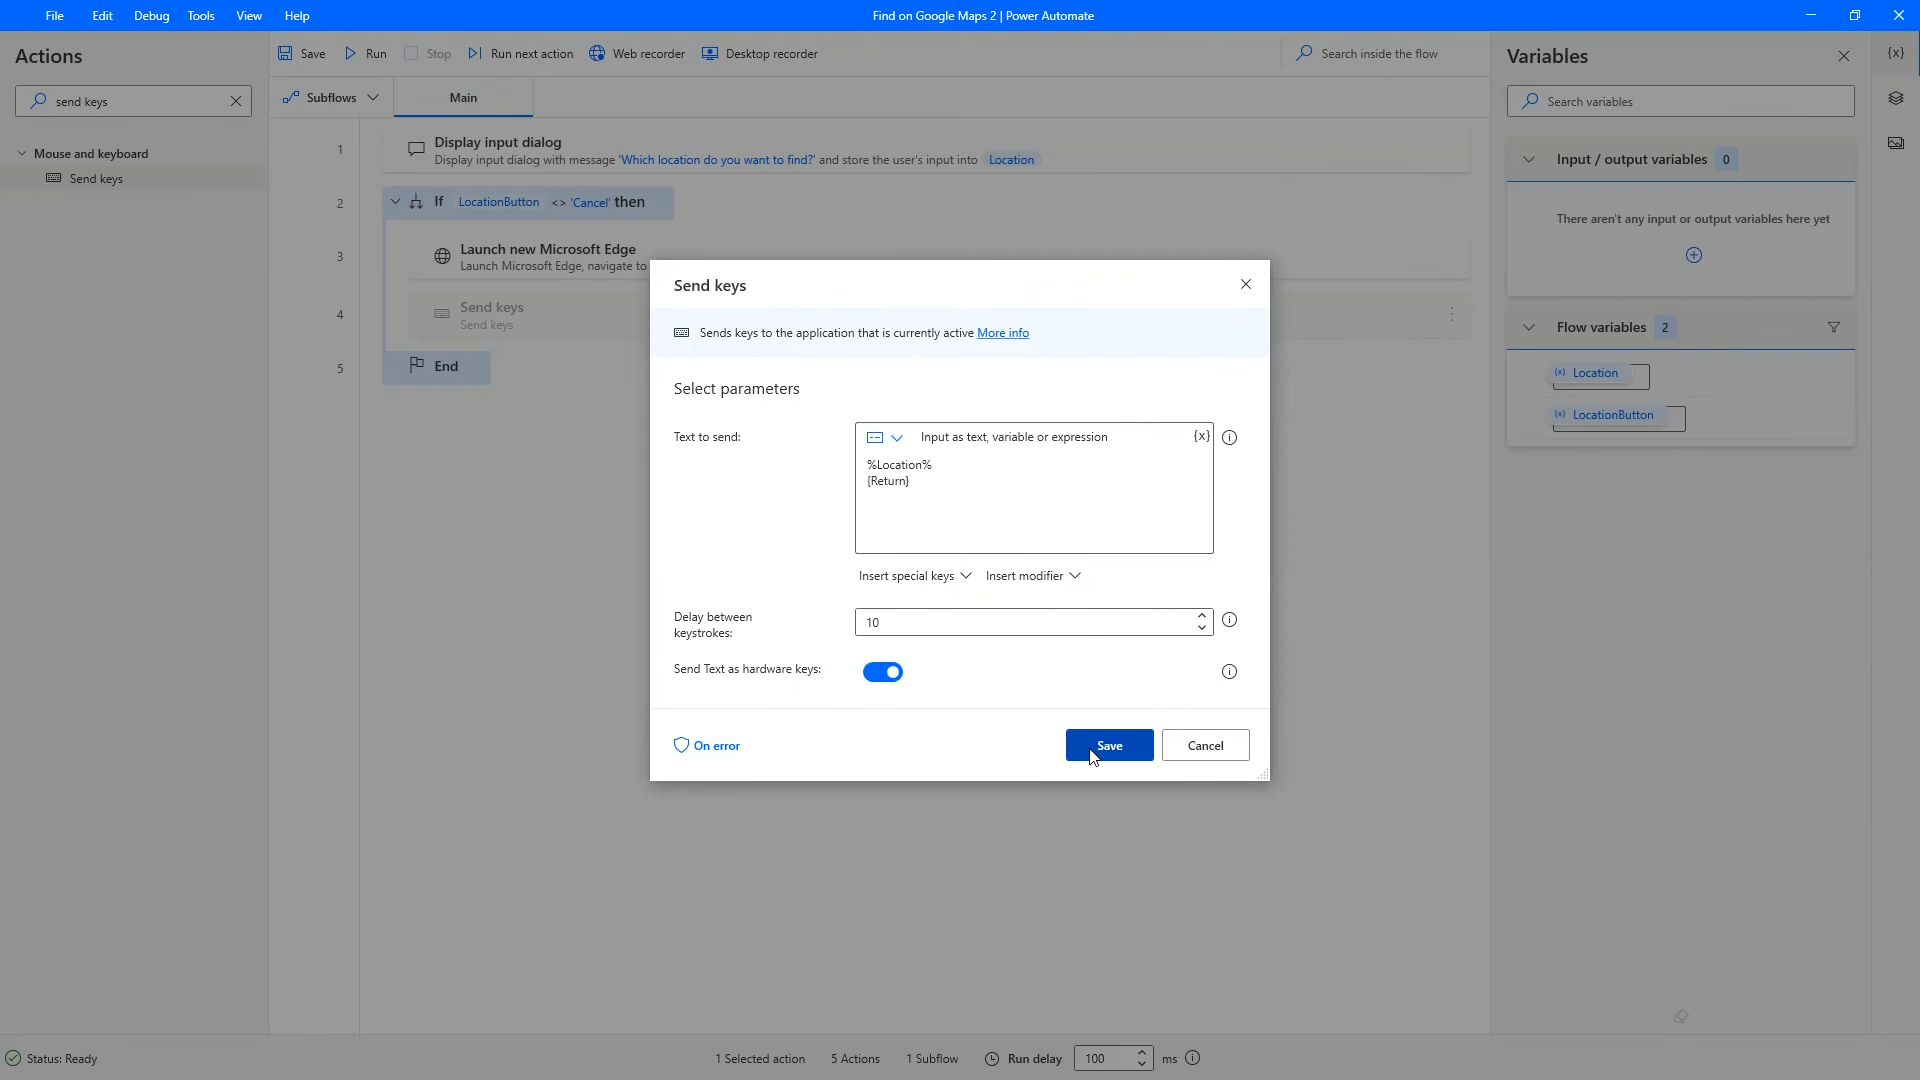 File Edit Debug Tools View Help
Find on Google Maps 2 | Power Automate
Actions
send keys
Mouse and keyboard
Send keys
Save Run Stop Run next action Web recorder Desktop recorder
Search inside the flow
Subflows Main
1
Display input dialog
Display input dialog with message 'Which location do you want to find?' and store the user's input into Location
2
If LocationButton <> 'Cancel' then
3
Launch new Microsoft Edge
Launch Microsoft Edge, navigate to
4
Send keys
Send keys
5
End
Send keys
Sends keys to the application that is currently active More info
Select parameters
Text to send:
Input as text, variable or expression {x}
%Location%
{Return}
Insert special keys Insert modifier
Delay between
keystrokes:
10
Send Text as hardware keys:
On error
Save Cancel
Variables
{x}
Search variables
Input / output variables 0
There aren't any input or output variables here yet
Flow variables 2
(x) Location
(x) LocationButton
Status: Ready
1 Selected action 5 Actions 1 Subflow Run delay 100 ms